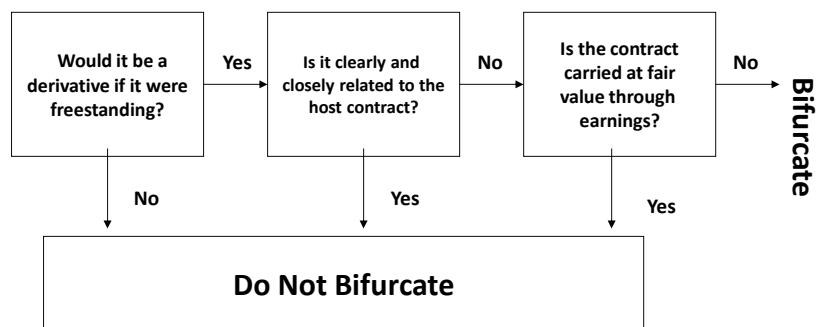 Would it be a
derivative if it were
freestanding?
Yes
Is it clearly and
closely related to the
host contract?
No
Is the contract
carried at fair
value through
earnings?
No
Bifurcate
No
Yes
Yes
Do Not Bifurcate